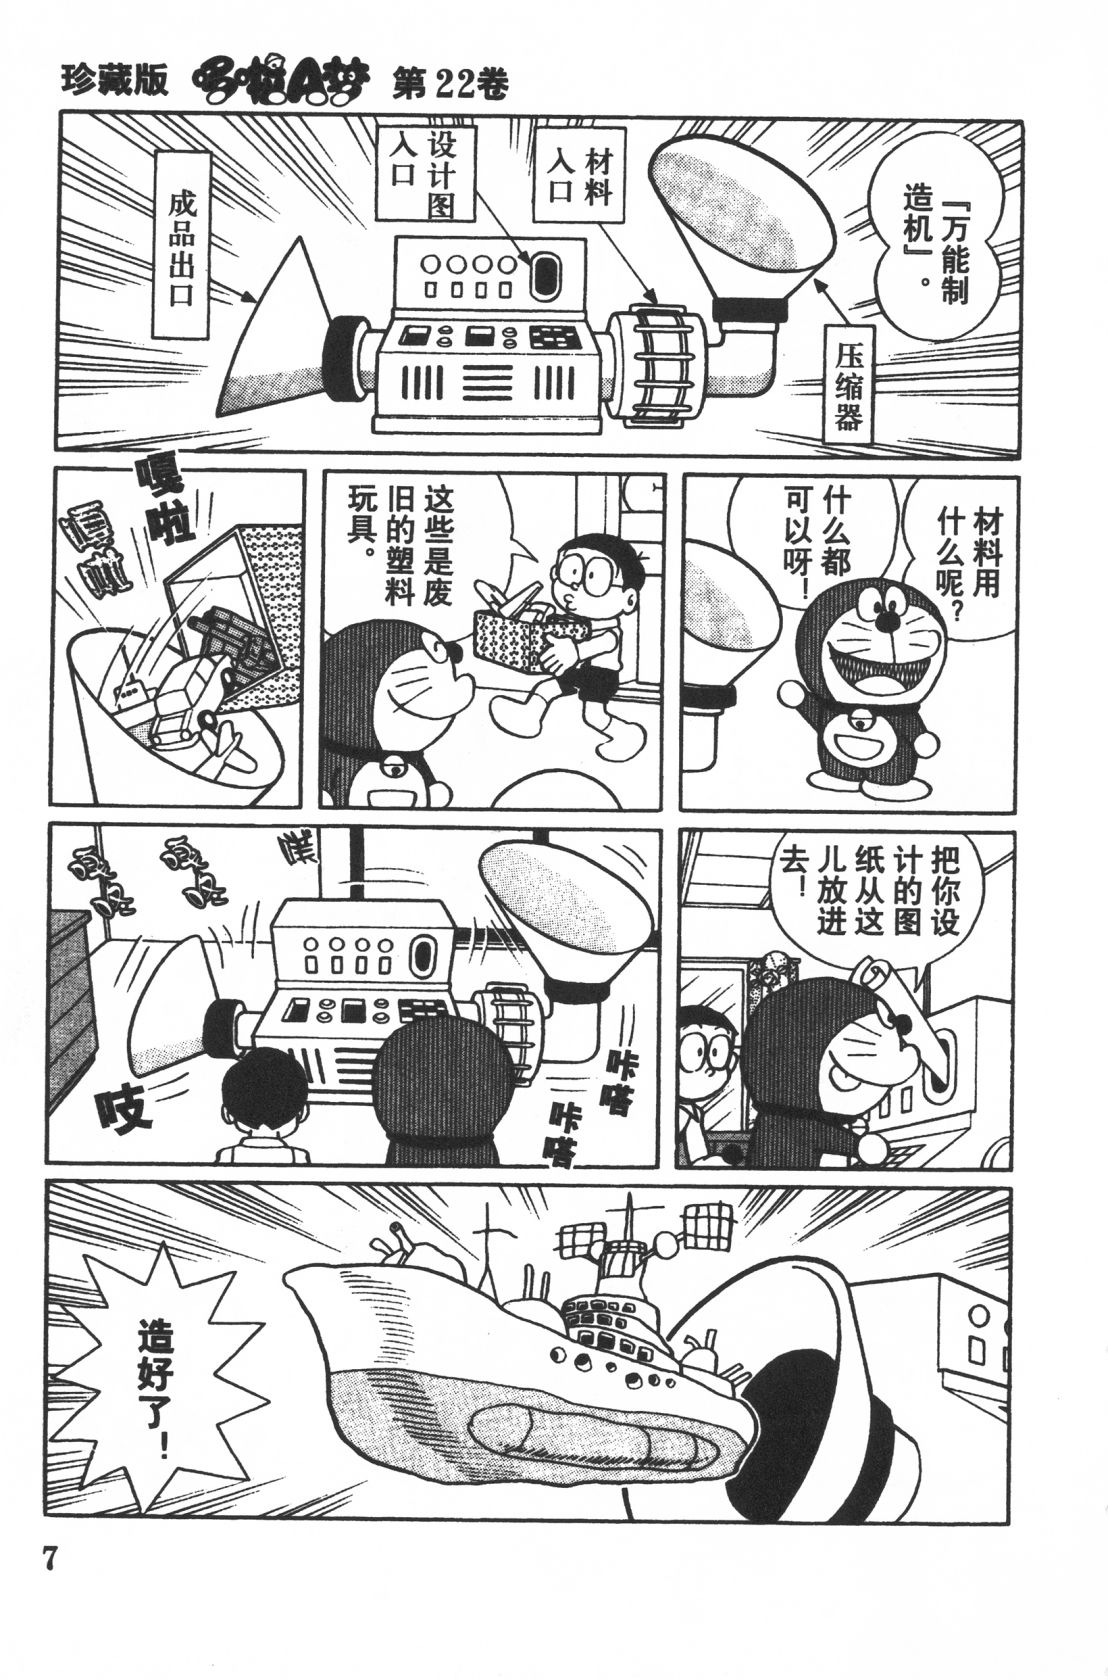 珍藏版 哆啦A梦 第22卷
『万能制
造机』。
压缩器
材料
入口
设计图
入口
成品出口
材料用
什么呢？
什么都
可以呀！
这些是废
旧的塑料
玩具。
嘎啦
嘎啦
把你设
计的图
纸从这
儿放进
去！
噗
咔嗒
咔嗒
吱
造好了！
7